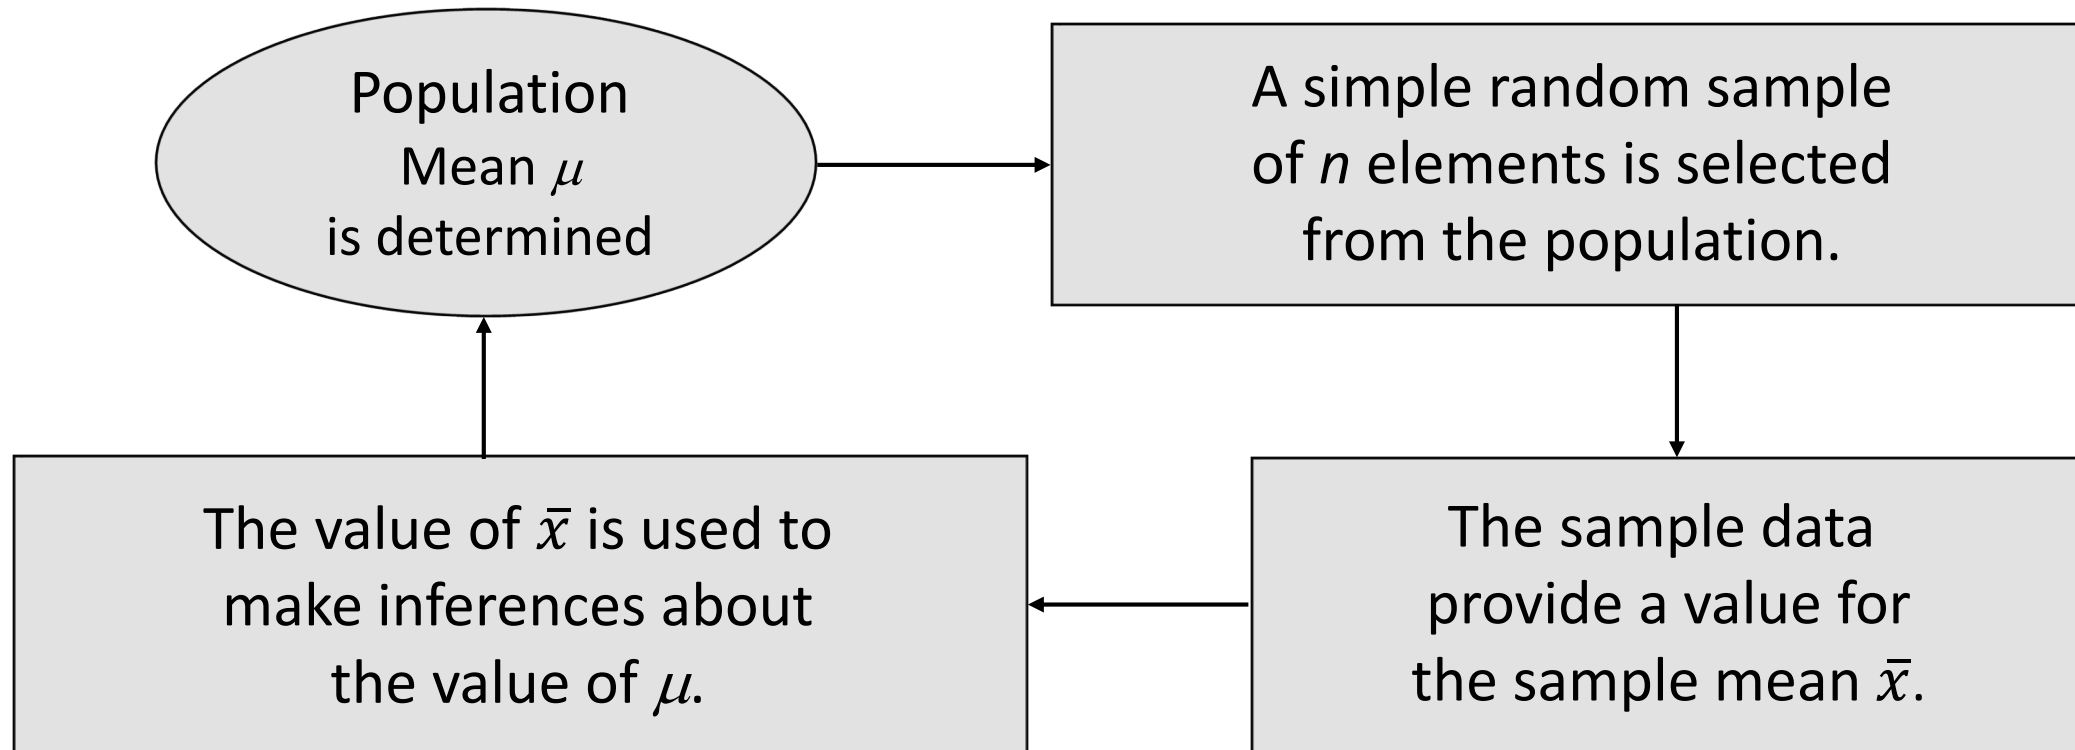 Population
Mean μ
is determined
A simple random sample
of n elements is selected
from the population.
The value of x̄ is used to
make inferences about
the value of μ.
The sample data
provide a value for
the sample mean x̄.